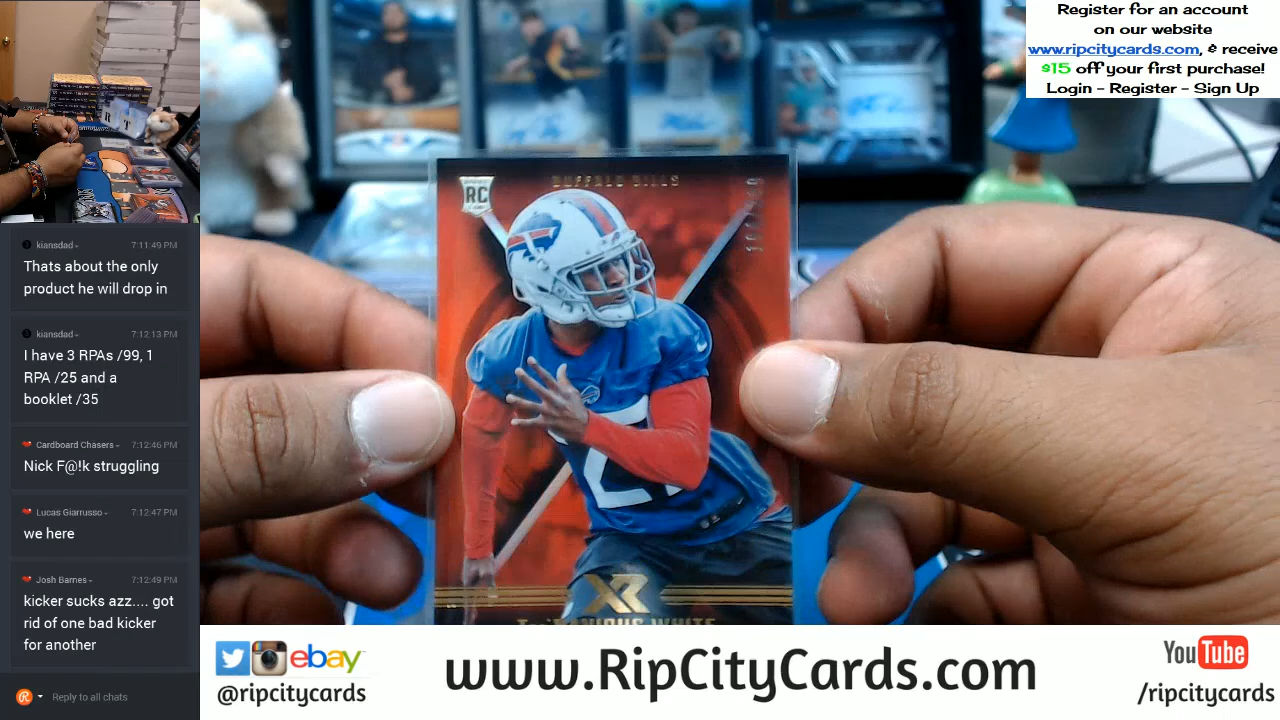 Register for an account
on our website
www.ripcitycards.com, & receive
$15 off your first purchase!
Login - Register - Sign Up
kiansdad
7:11:49 PM
Thats about the only
product he will drop in
kiansdad
7:12:13 PM
I have 3 RPAs /99, 1
RPA /25 and a
booklet /35
Cardboard Chasers
7:12:46 PM
Nick F@!k struggling
Lucas Giarrusso
7:12:47 PM
we here
Josh Barnes
7:12:49 PM
kicker sucks azz.... got
rid of one bad kicker
for another
Reply to all chats
RC
BUFFALO BILLS
27
XR
WHITE
ebay
@ripcitycards
www.RipCityCards.com
YouTube
/ripcitycards